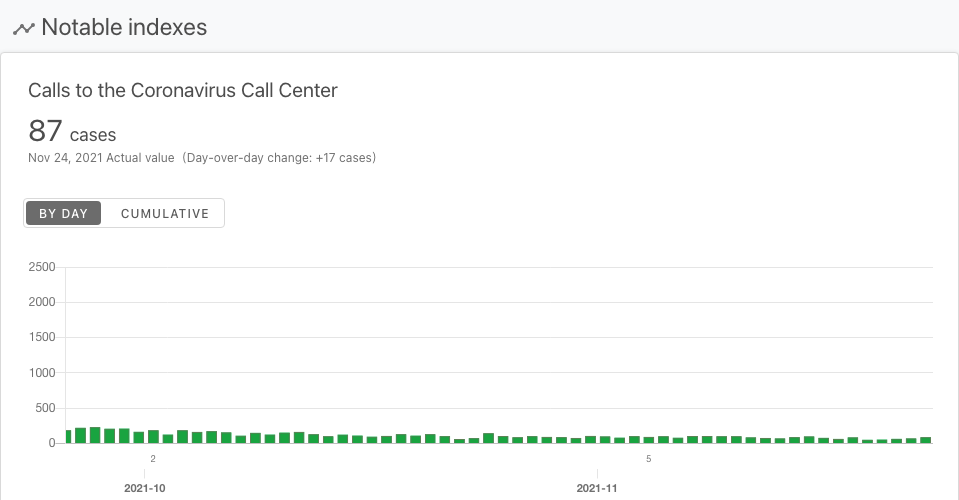 Notable indexes
Calls to the Coronavirus Call Center
87 cases
Nov 24, 2021 Actual value (Day-over-day change: +17 cases)
BY DAY CUMULATIVE
2500
2000
1500
1000
500
0
2 5
2021-10 2021-11